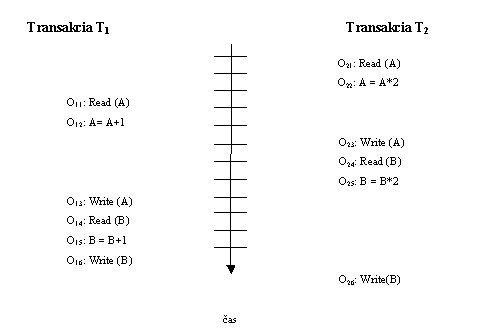 Transakcia T1 Transakcia T2
O21: Read (A)
O22: A = A*2
O11: Read (A)
O12: A= A+1
O23: Write (A)
O24: Read (B)
O25: B = B*2
O13: Write (A)
O14: Read (B)
O15: B = B+1
O16: Write (B)
O26: Write(B)
čas